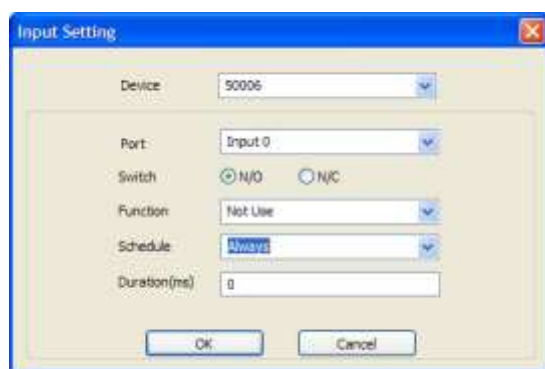 Input Setting
Device 50006
Port Input 0
Switch N/O N/C
Function Not Use
Schedule Always
Duration(ms) 0
OK Cancel